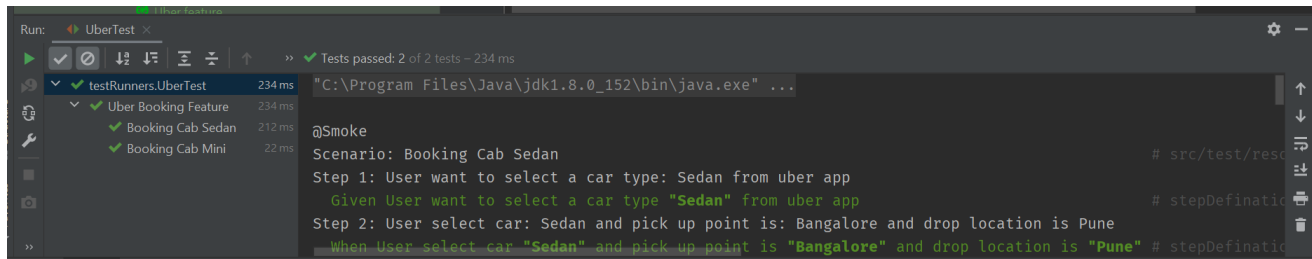 Uber feature
Run: UberTest
Tests passed: 2 of 2 tests – 234 ms
testRunners.UberTest 234 ms
Uber Booking Feature 234 ms
Booking Cab Sedan 212 ms
Booking Cab Mini 22 ms
"C:\Program Files\Java\jdk1.8.0_152\bin\java.exe" ...
@Smoke
Scenario: Booking Cab Sedan # src/test/reso
Step 1: User want to select a car type: Sedan from uber app
Given User want to select a car type "Sedan" from uber app # stepDefinatio
Step 2: User select car: Sedan and pick up point is: Bangalore and drop location is Pune
When User select car "Sedan" and pick up point is "Bangalore" and drop location is "Pune" # stepDefinatio